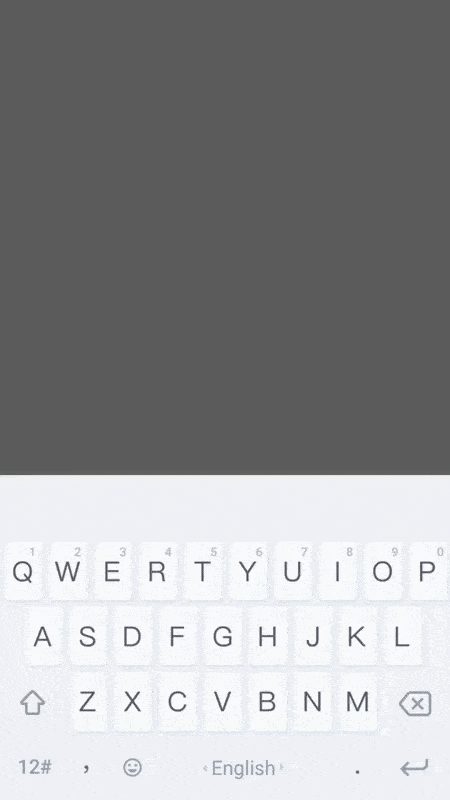 1 2 3 4 5 6 7 8 9 0
Q W E R T Y U I O P
A S D F G H J K L
Z X C V B N M
12# , English .